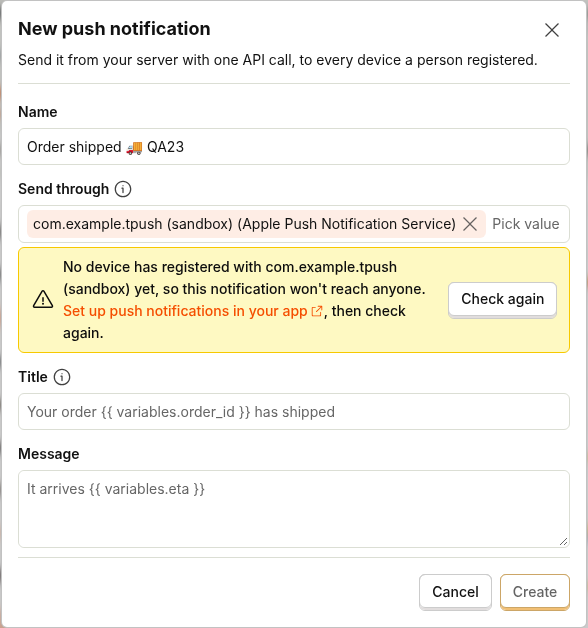 New push notification
Send it from your server with one API call, to every device a person registered.
Name
Order shipped 🚚 QA23
Send through
com.example.tpush (sandbox) (Apple Push Notification Service) Pick value
No device has registered with com.example.tpush
(sandbox) yet, so this notification won't reach anyone.
Set up push notifications in your app, then check
again.
Check again
Title
Your order {{ variables.order_id }} has shipped
Message
It arrives {{ variables.eta }}
Cancel
Create